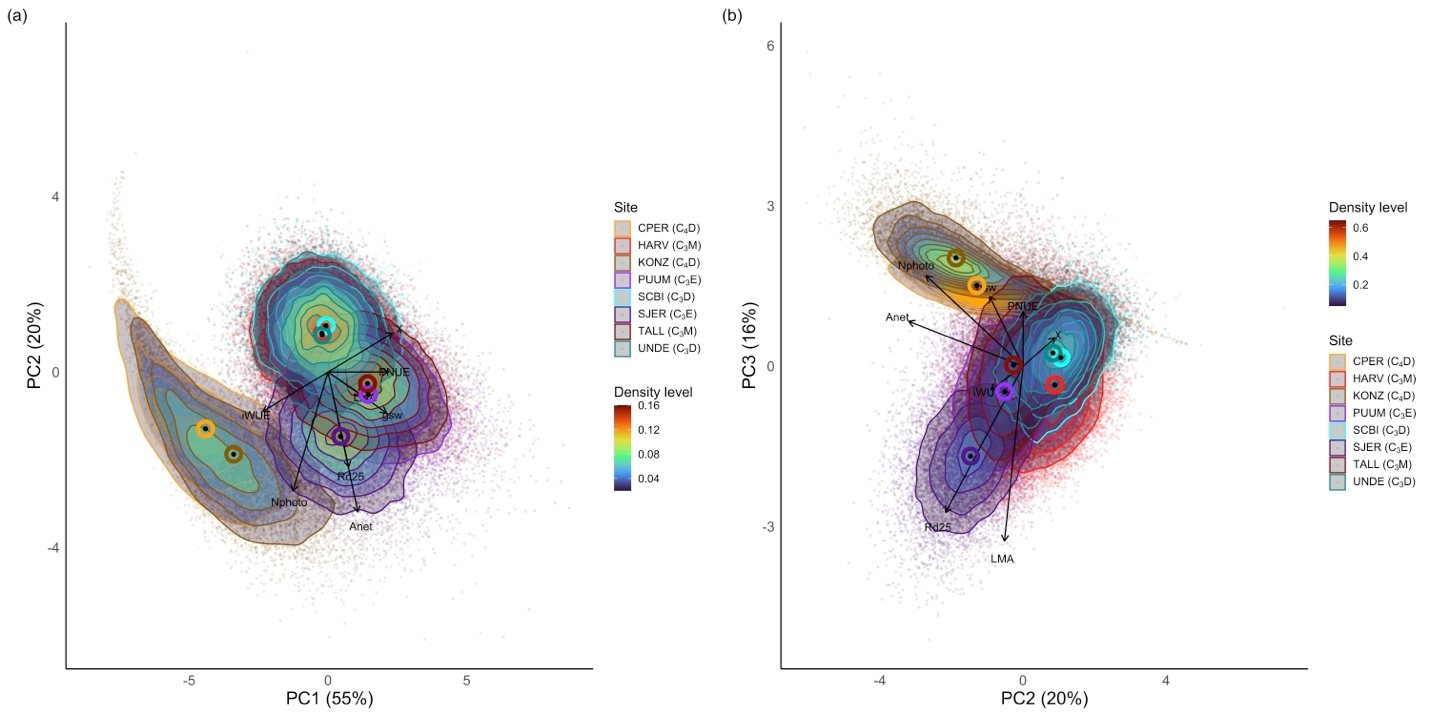 (a)
PC2 (20%)
4
0
-4
χ
PNUE
gsw
iWUE
Rd25
Nphoto
Anet
-5
0
5
PC1 (55%)
Site
CPER (C₄D)
HARV (C₃M)
KONZ (C₄D)
PUUM (C₃E)
SCBI (C₃D)
SJER (C₃E)
TALL (C₃M)
UNDE (C₃D)
Density level
0.16
0.12
0.08
0.04
(b)
PC3 (16%)
6
3
0
-3
Nphoto
PNUE
Anet
χ
Rd25
LMA
-4
0
4
PC2 (20%)
Density level
0.6
0.4
0.2
Site
CPER (C₄D)
HARV (C₃M)
KONZ (C₄D)
PUUM (C₃E)
SCBI (C₃D)
SJER (C₃E)
TALL (C₃M)
UNDE (C₃D)